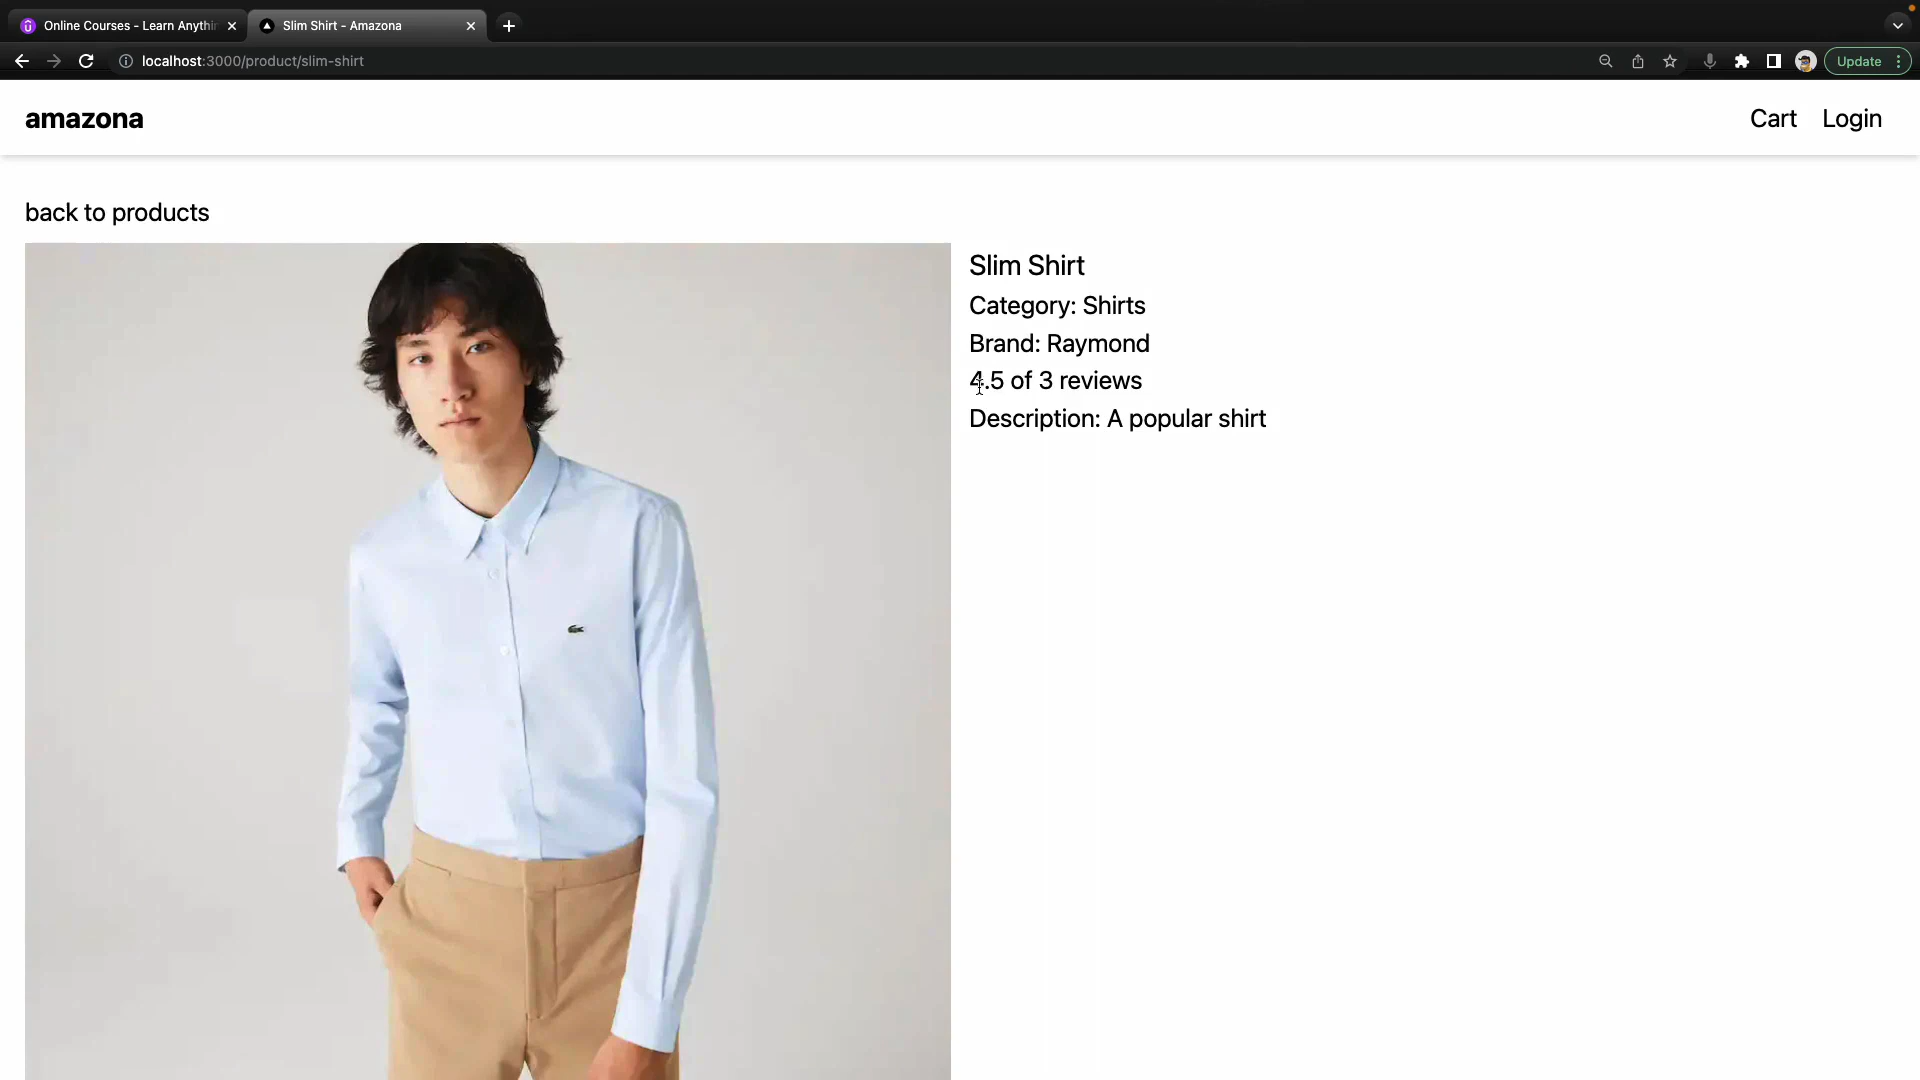 Online Courses - Learn Anythi
Slim Shirt - Amazona
localhost:3000/product/slim-shirt
Update
amazona
Cart
Login
back to products
Slim Shirt
Category: Shirts
Brand: Raymond
4.5 of 3 reviews
Description: A popular shirt